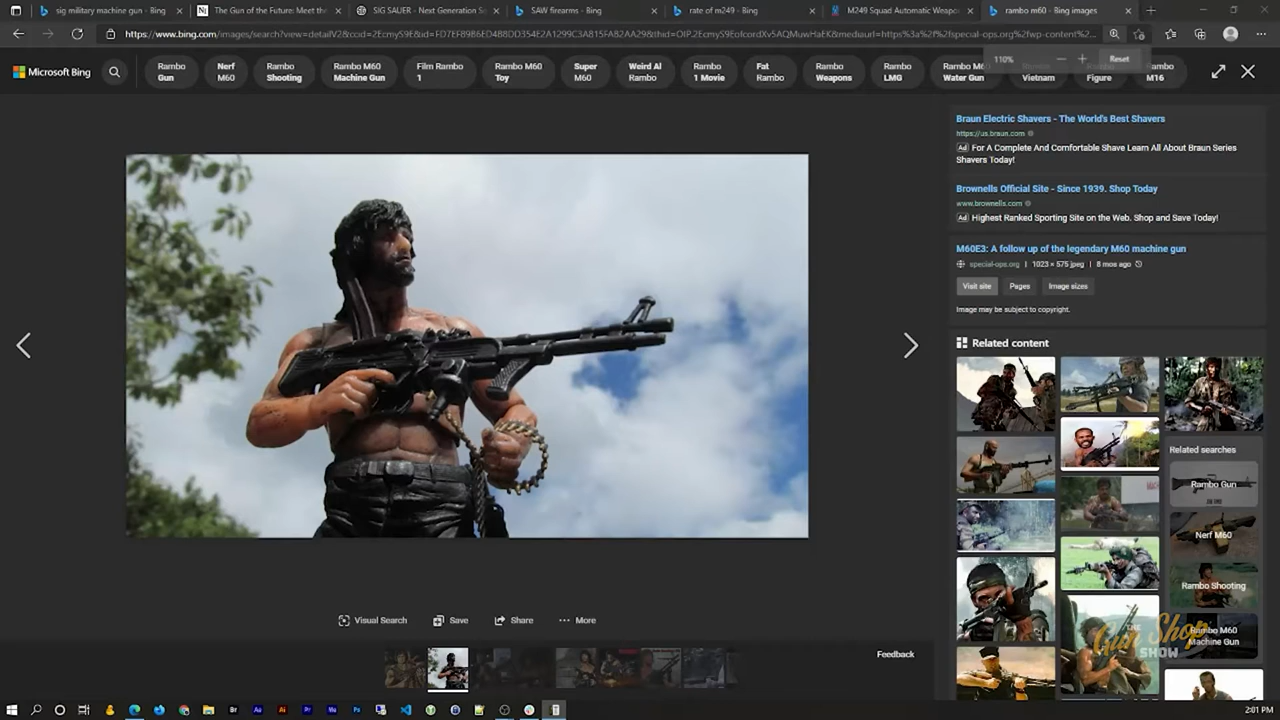 sig military machine gun - Bing
The Gun of the Future: Meet the
SIG SAUER - Next Generation S
SAW firearms - Bing
rate of m249 - Bing
M249 Squad Automatic Weapo
rambo m60 - Bing images
110%
Reset
Microsoft Bing
Rambo Gun
Nerf M60
Rambo Shooting
Rambo M60 Machine Gun
Film Rambo 1
Rambo M60 Toy
Super M60
Weird Al Rambo
Rambo 1 Movie
Fat Rambo
Rambo Weapons
Rambo LMG
Rambo M60 Water Gun
Vietnam
Figure
Rambo M16
Braun Electric Shavers - The World's Best Shavers
https://us.braun.com
Ad For A Complete And Comfortable Shave Learn All About Braun Series
Shavers Today!
Brownells Official Site - Since 1939. Shop Today
www.brownells.com
Ad Highest Ranked Sporting Site on the Web. Shop and Save Today!
M60E3: A follow up of the legendary M60 machine gun
special-ops.org | 1023 × 575 jpeg | 8 mos ago
Visit site
Pages
Image sizes
Image may be subject to copyright.
Related content
Related searches
Rambo Gun
Nerf M60
Rambo Shooting
Rambo M60
Machine Gun
THE
Gun Shop
SHOW
Visual Search
Save
Share
More
Feedback
2:01 PM